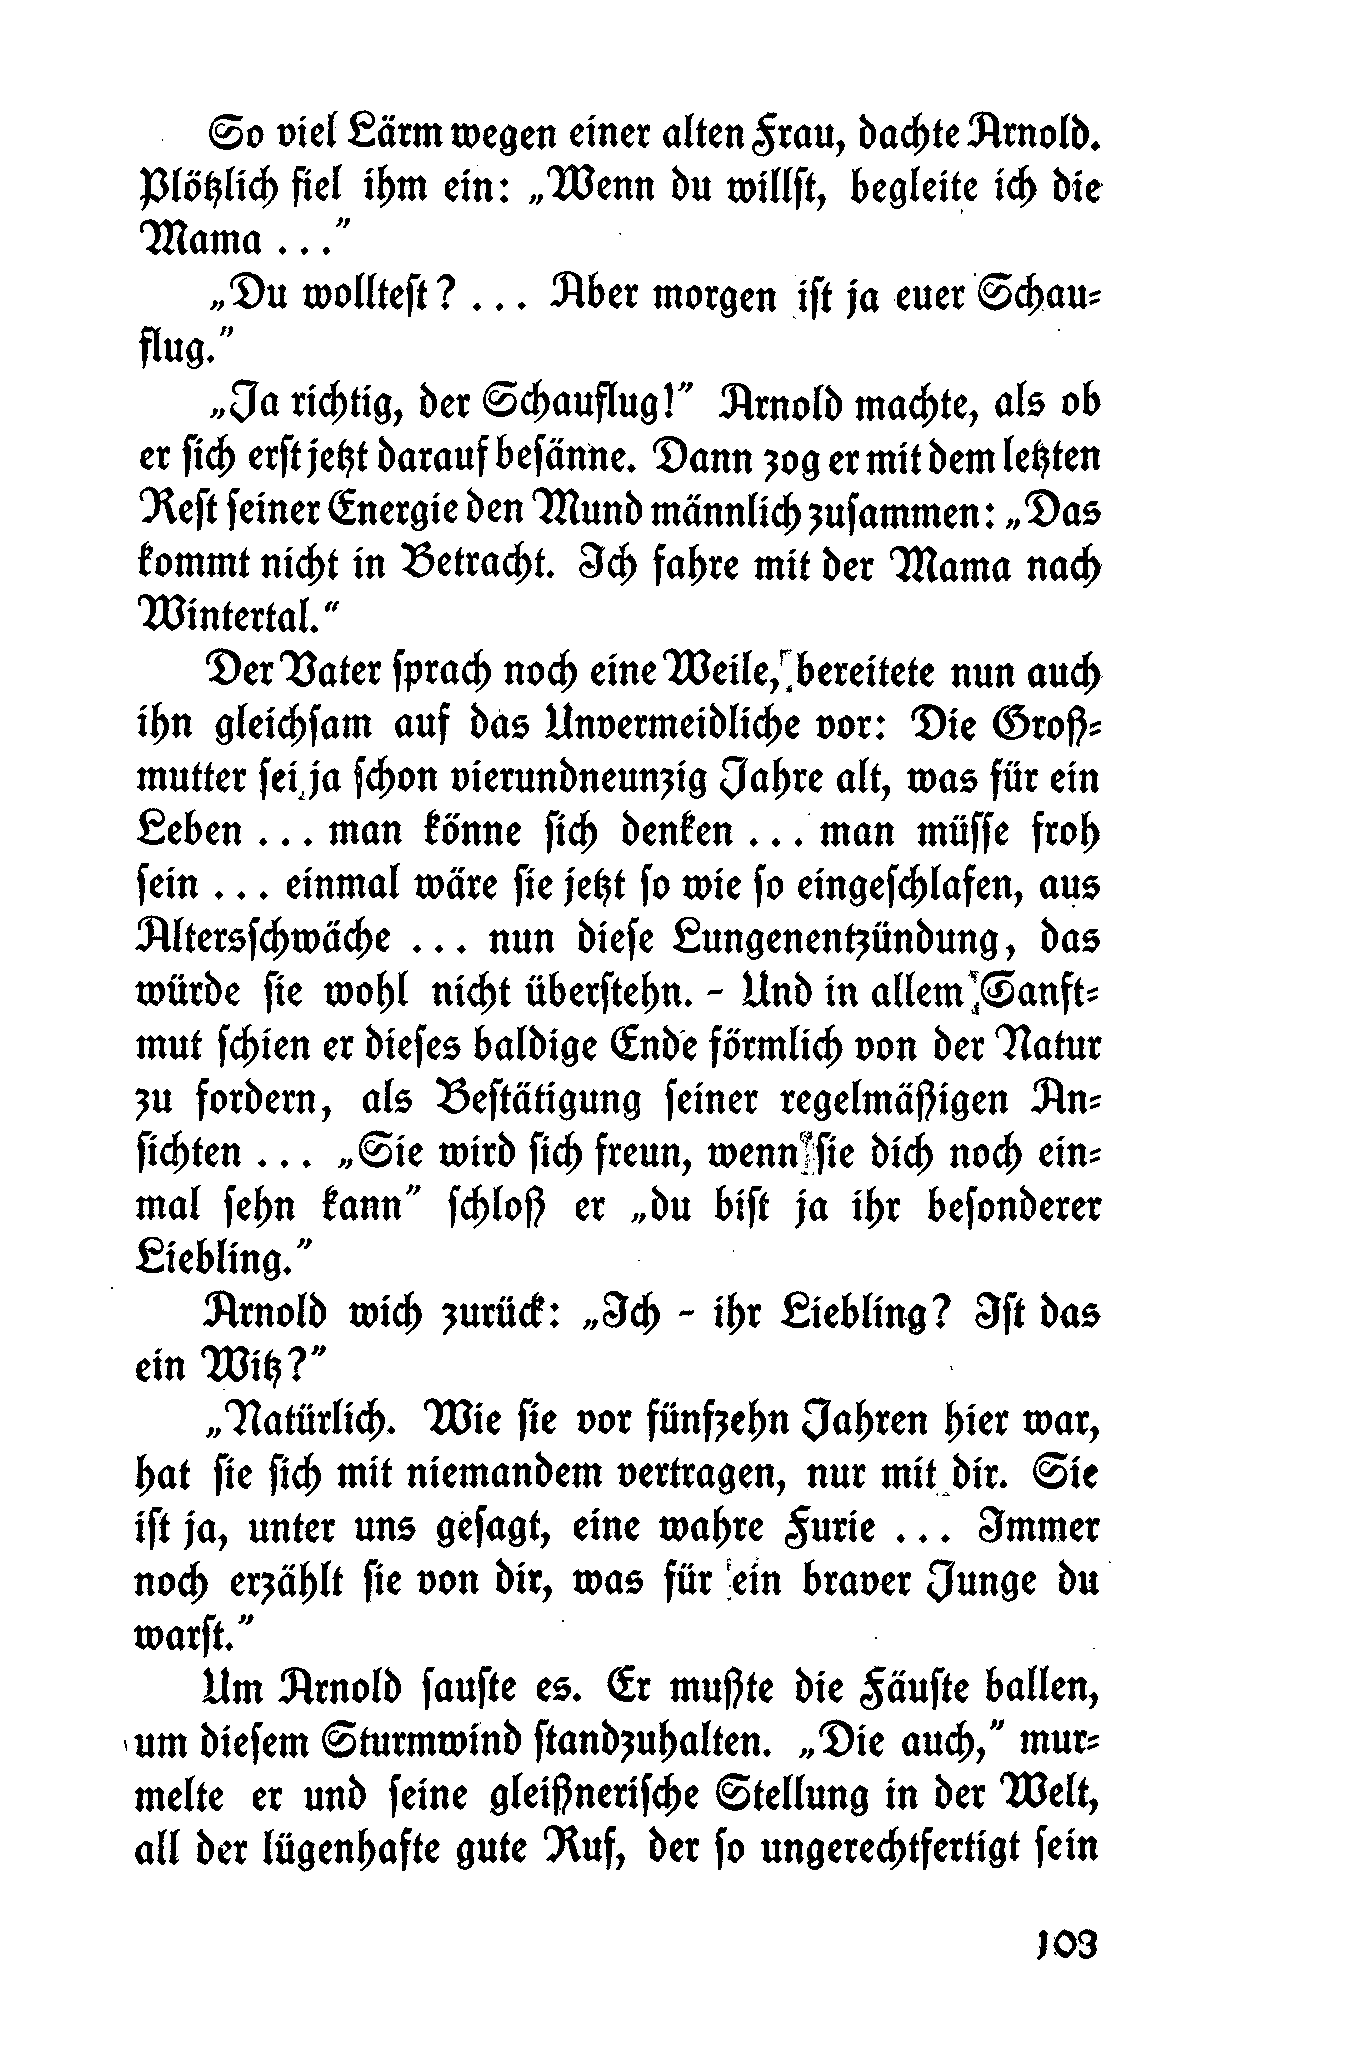 So viel Lärm wegen einer alten Frau, dachte Arnold.
Plötzlich fiel ihm ein: „Wenn du willst, begleite ich die
Mama . . .”
„Du wolltest? . . . Aber morgen ist ja euer Schau-
flug.”
„Ja richtig, der Schauflug!” Arnold machte, als ob
er sich erst jetzt darauf besänne. Dann zog er mit dem letzten
Rest seiner Energie den Mund männlich zusammen: „Das
kommt nicht in Betracht. Ich fahre mit der Mama nach
Wintertal.“
Der Vater sprach noch eine Weile, bereitete nun auch
ihn gleichsam auf das Unvermeidliche vor: Die Groß-
mutter sei ja schon vierundneunzig Jahre alt, was für ein
Leben . . . man könne sich denken . . . man müsse froh
sein . . . einmal wäre sie jetzt so wie so eingeschlafen, aus
Altersschwäche . . . nun diese Lungenentzündung, das
würde sie wohl nicht überstehn. - Und in allem Sanft-
mut schien er dieses baldige Ende förmlich von der Natur
zu fordern, als Bestätigung seiner regelmäßigen An-
sichten . . . „Sie wird sich freun, wenn sie dich noch ein-
mal sehn kann” schloß er „du bist ja ihr besonderer
Liebling.”
Arnold wich zurück: „Ich - ihr Liebling? Ist das
ein Witz?”
„Natürlich. Wie sie vor fünfzehn Jahren hier war,
hat sie sich mit niemandem vertragen, nur mit dir. Sie
ist ja, unter uns gesagt, eine wahre Furie . . . Immer
noch erzählt sie von dir, was für ein braver Junge du
warst.”
Um Arnold sauste es. Er mußte die Fäuste ballen,
um diesem Sturmwind standzuhalten. „Die auch,” mur-
melte er und seine gleißnerische Stellung in der Welt,
all der lügenhafte gute Ruf, der so ungerechtfertigt sein
103